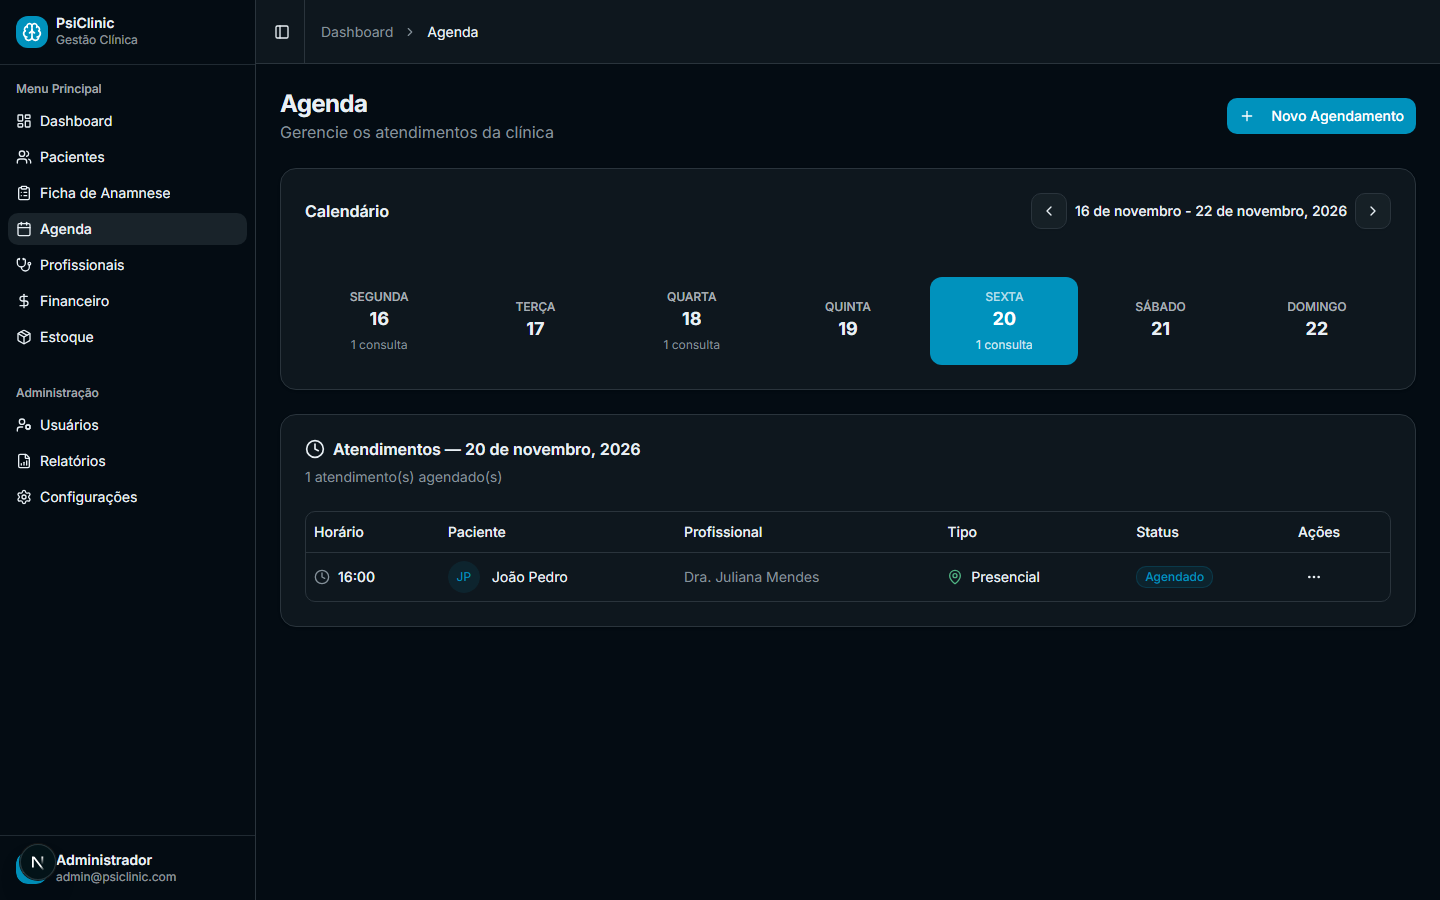 PsiClinic
Gestão Clínica
Menu Principal
Dashboard
Pacientes
Ficha de Anamnese
Agenda
Profissionais
Financeiro
Estoque
Administração
Usuários
Relatórios
Configurações
N
Administrador
admin@psiclinic.com
Dashboard > Agenda
Agenda
Gerencie os atendimentos da clínica
+ Novo Agendamento
Calendário
16 de novembro - 22 de novembro, 2026
SEGUNDA
16
1 consulta
TERÇA
17
QUARTA
18
1 consulta
QUINTA
19
SEXTA
20
1 consulta
SÁBADO
21
DOMINGO
22
Atendimentos — 20 de novembro, 2026
1 atendimento(s) agendado(s)
Horário Paciente Profissional Tipo Status Ações
16:00 JP João Pedro Dra. Juliana Mendes Presencial Agendado ...